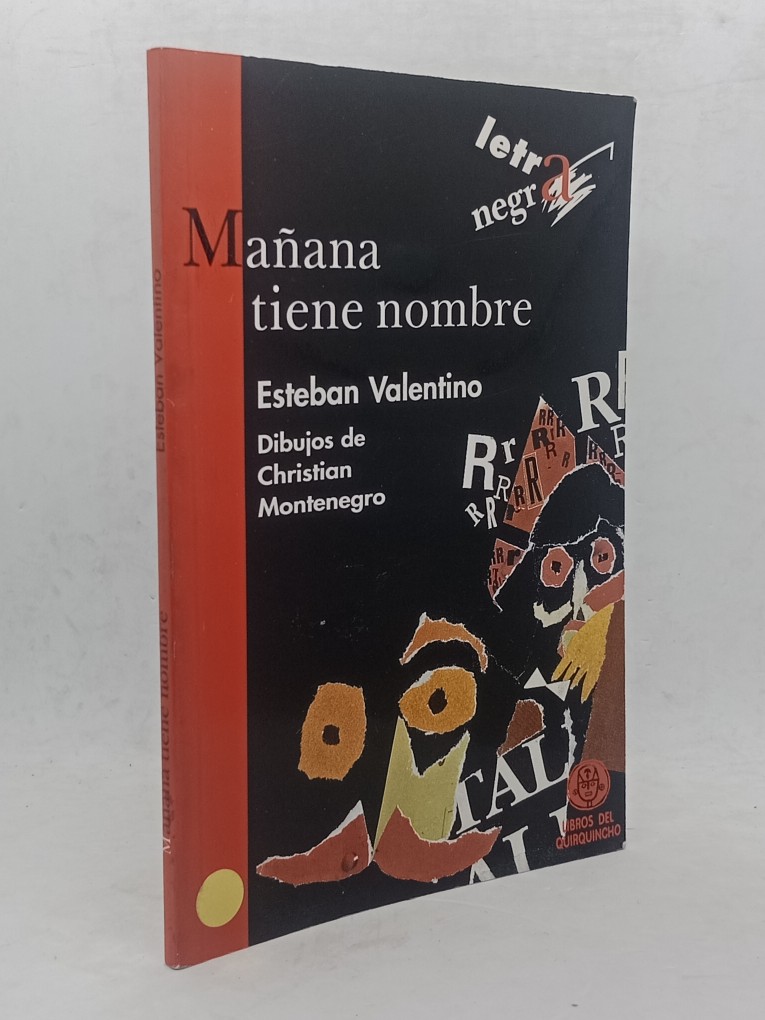 letra
negra
Mañana
tiene nombre
Esteban Valentino
Dibujos de
Christian
Montenegro
TAL
LIBROS DEL
QUIRQUINCHO
Esteban Valentino
Mañana tiene nombre